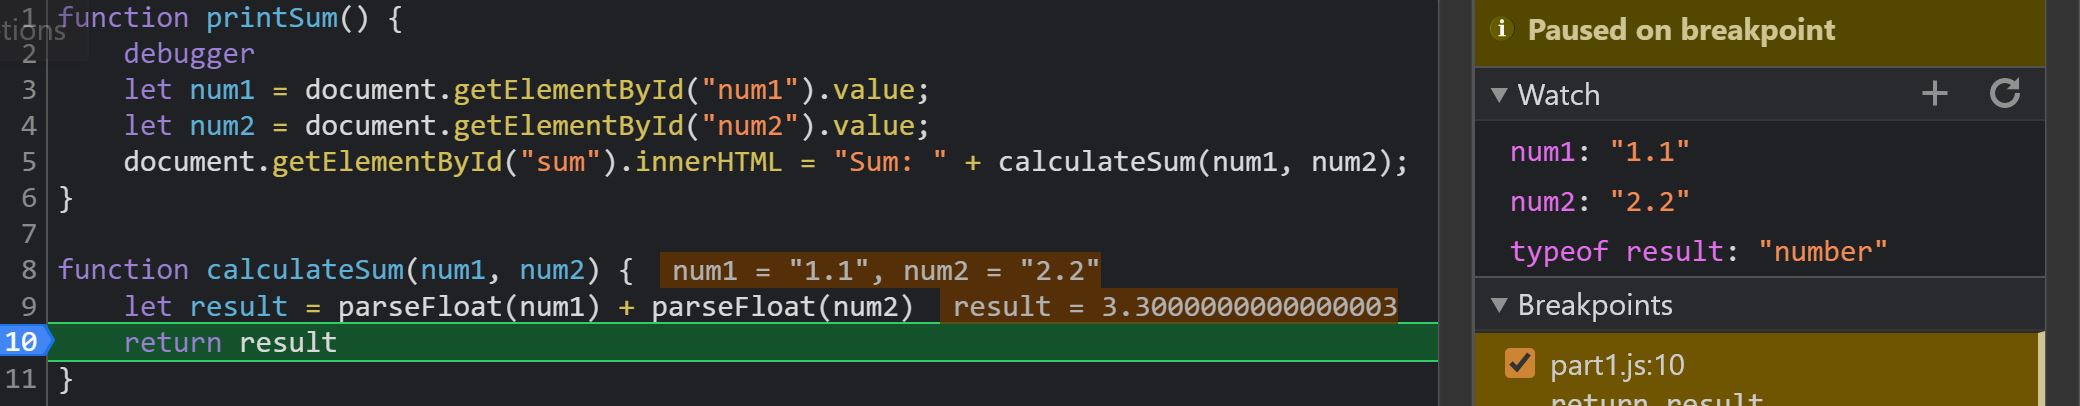 1 function printSum() {
tions
2 debugger
3 let num1 = document.getElementById("num1").value;
4 let num2 = document.getElementById("num2").value;
5 document.getElementById("sum").innerHTML = "Sum: " + calculateSum(num1, num2);
6 }
7
8 function calculateSum(num1, num2) { num1 = "1.1", num2 = "2.2"
9 let result = parseFloat(num1) + parseFloat(num2) result = 3.3000000000000003
10 return result
11 }
Paused on breakpoint
Watch
num1: "1.1"
num2: "2.2"
typeof result: "number"
Breakpoints
part1.js:10
return result